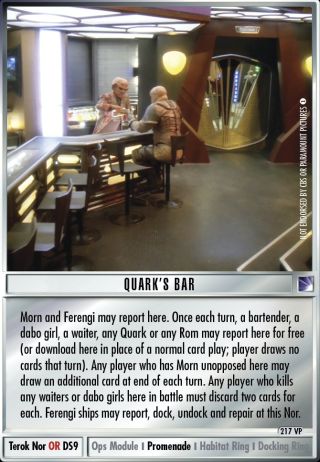 NOT ENDORSED BY CBS OR PARAMOUNT PICTURES
QUARK'S BAR
Morn and Ferengi may report here. Once each turn, a bartender, a
dabo girl, a waiter, any Quark or any Rom may report here for free
(or download here in place of a normal card play; player draws no
cards that turn). Any player who has Morn unopposed here may
draw an additional card at end of each turn. Any player who kills
any waiters or dabo girls here in battle must discard two cards for
each. Ferengi ships may report, dock, undock and repair at this Nor.
217 VP
Terok Nor OR DS9
Ops Module I Promenade I Habitat Ring I Docking Ring